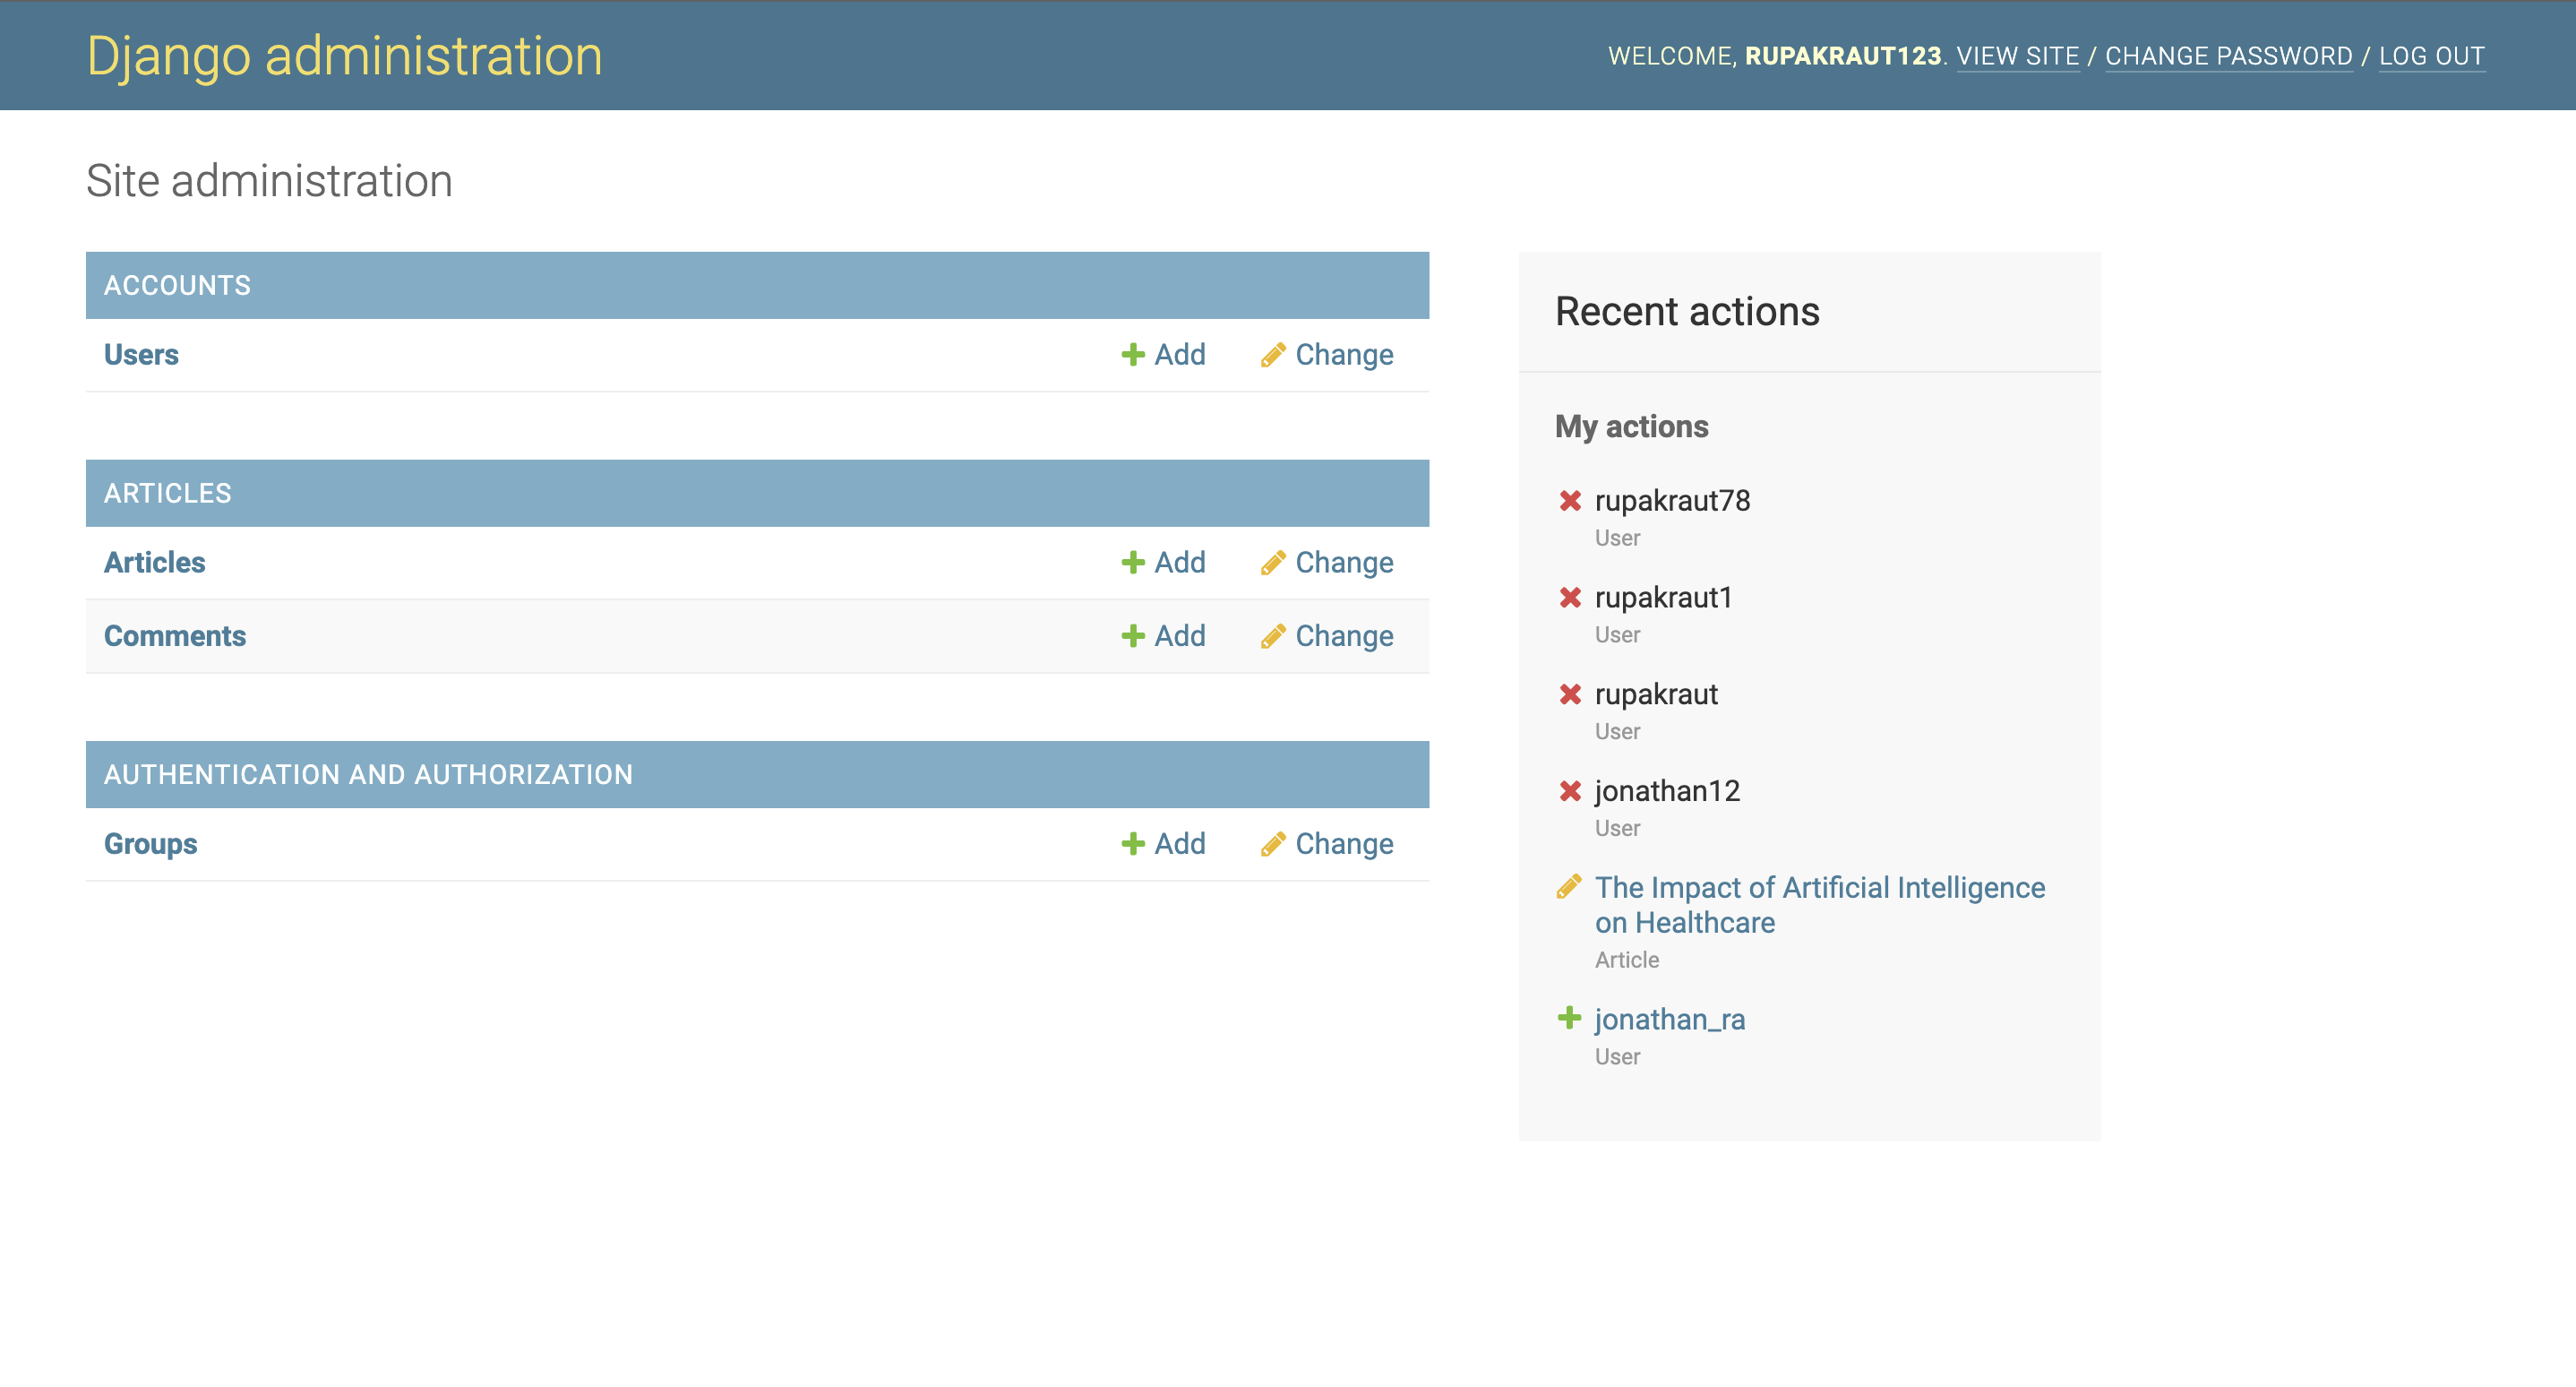 Django administration
WELCOME, RUPAKRAUT123. VIEW SITE / CHANGE PASSWORD / LOG OUT
Site administration
ACCOUNTS
Users Add Change
ARTICLES
Articles Add Change
Comments Add Change
AUTHENTICATION AND AUTHORIZATION
Groups Add Change
Recent actions
My actions
rupakraut78
User
rupakraut1
User
rupakraut
User
jonathan12
User
The Impact of Artificial Intelligence
on Healthcare
Article
jonathan_ra
User